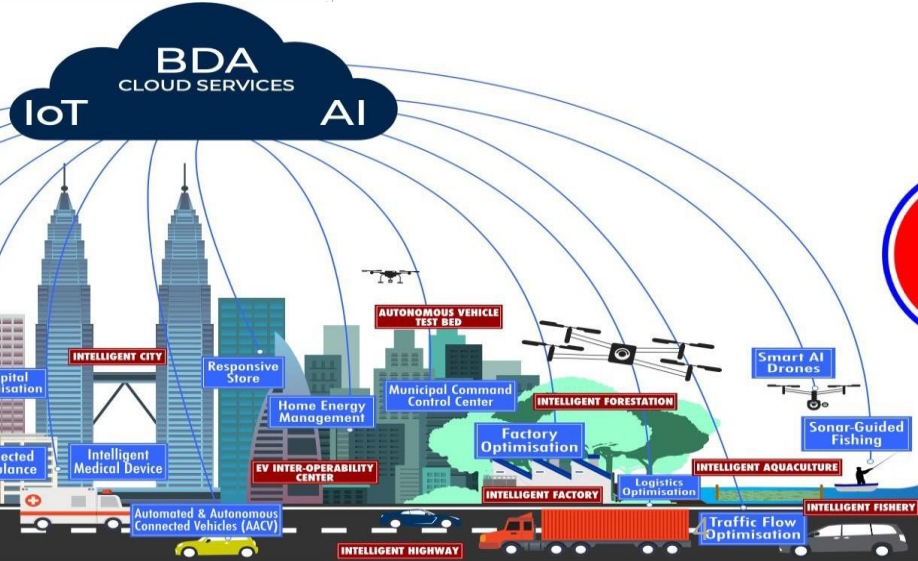 BDA
CLOUD SERVICES
IoT
AI
AUTONOMOUS VEHICLE
TEST BED
INTELLIGENT CITY
Responsive
Store
Smart AI
Drones
pital
isation
Municipal Command
Control Center
Home Energy
Management
INTELLIGENT FORESTATION
Factory
Optimisation
Sonar-Guided
Fishing
ected
ulance
Intelligent
Medical Device
EV INTER-OPERABILITY
CENTER
INTELLIGENT AQUACULTURE
Logistics
Optimisation
INTELLIGENT FACTORY
INTELLIGENT FISHERY
Automated & Autonomous
Connected Vehicles (AACV)
4
Traffic Flow
Optimisation
INTELLIGENT HIGHWAY